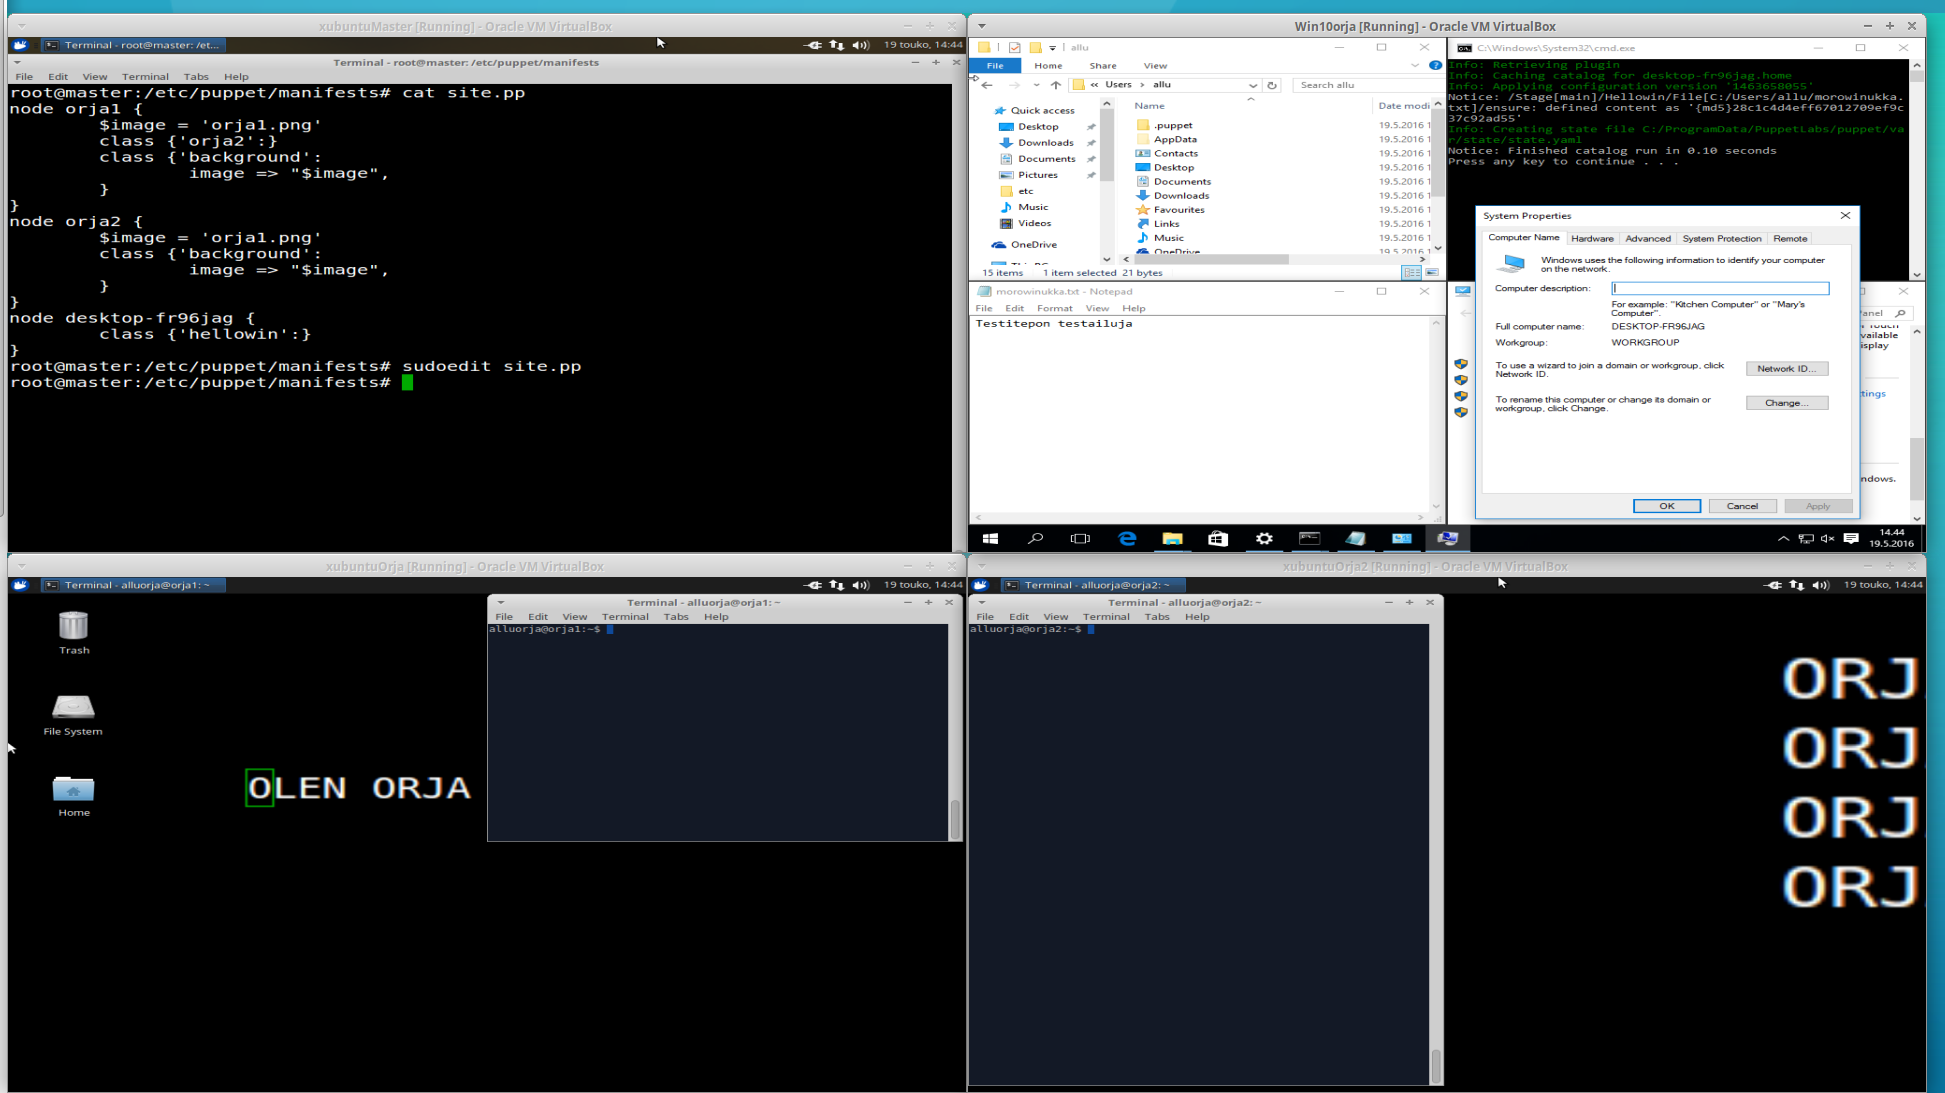 xubuntuMaster [Running] - Oracle VM VirtualBox
Terminal - root@master: /et...
19 touko, 14:44
Terminal - root@master: /etc/puppet/manifests
File Edit View Terminal Tabs Help
root@master:/etc/puppet/manifests# cat site.pp
node orja1 {
$image = 'orja1.png'
class {'orja2':}
class {'background':
image => "$image",
}
}
node orja2 {
$image = 'orja1.png'
class {'background':
image => "$image",
}
}
node desktop-fr96jag {
class {'hellowin':}
}
root@master:/etc/puppet/manifests# sudoedit site.pp
root@master:/etc/puppet/manifests#
Win10orja [Running] - Oracle VM VirtualBox
allu
File Home Share View
« Users › allu
Search allu
Quick access
Desktop
Downloads
Documents
Pictures
etc
Music
Videos
OneDrive
Name Date modi
.puppet 19.5.2016 1
AppData 19.5.2016 1
Contacts 19.5.2016 1
Desktop 19.5.2016 1
Documents 19.5.2016 1
Downloads 19.5.2016 1
Favourites 19.5.2016 1
Links 19.5.2016 1
Music 19.5.2016 1
OneDrive 19.5.2016 1
15 items 1 item selected 21 bytes
C:\Windows\System32\cmd.exe
Info: Retrieving plugin
Info: Caching catalog for desktop-fr96jag.home
Info: Applying configuration version '1463658055'
Notice: /Stage[main]/Hellowin/File[C:/Users/allu/morowinukka.
txt]/ensure: defined content as '{md5}28c1c4d4eff67012709ef9c
37c92ad55'
Info: Creating state file C:/ProgramData/PuppetLabs/puppet/va
r/state/state.yaml
Notice: Finished catalog run in 0.10 seconds
Press any key to continue . . .
morowinukka.txt - Notepad
File Edit Format View Help
Testitepon testailuja
System Properties
Computer Name Hardware Advanced System Protection Remote
Windows uses the following information to identify your computer
on the network.
Computer description:
For example: "Kitchen Computer" or "Mary's
Computer".
Full computer name: DESKTOP-FR96JAG
Workgroup: WORKGROUP
To use a wizard to join a domain or workgroup, click
Network ID.
Network ID...
To rename this computer or change its domain or
workgroup, click Change.
Change...
OK Cancel Apply
anel
vailable
isplay
tings
ndows.
14.44
19.5.2016
xubuntuOrja [Running] - Oracle VM VirtualBox
Terminal - alluorja@orja1: ~
19 touko, 14:44
Trash
File System
Home
OLEN ORJA
Terminal - alluorja@orja1: ~
File Edit View Terminal Tabs Help
alluorja@orja1:~$
xubuntuOrja2 [Running] - Oracle VM VirtualBox
Terminal - alluorja@orja2: ~
19 touko, 14:44
Terminal - alluorja@orja2: ~
File Edit View Terminal Tabs Help
alluorja@orja2:~$
ORJ
ORJ
ORJ
ORJ